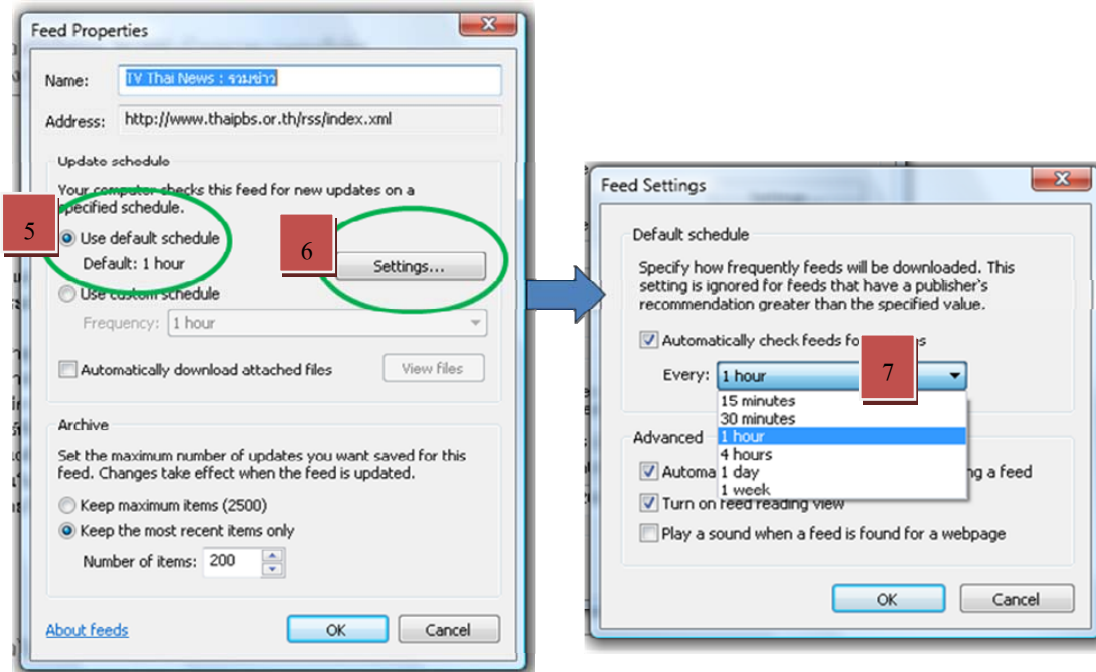 Feed Properties
Name: TV Thai News : รวมข่าว
Address: http://www.thaipbs.or.th/rss/index.xml
Update schedule
Your computer checks this feed for new updates on a
specified schedule.
5
Use default schedule
Default: 1 hour
6
Settings...
Use custom schedule
Frequency: 1 hour
Automatically download attached files
View files
Archive
Set the maximum number of updates you want saved for this
feed. Changes take effect when the feed is updated.
Keep maximum items (2500)
Keep the most recent items only
Number of items: 200
About feeds
OK
Cancel
Feed Settings
Default schedule
Specify how frequently feeds will be downloaded. This
setting is ignored for feeds that have a publisher's
recommendation greater than the specified value.
Automatically check feeds
7
Every: 1 hour
15 minutes
30 minutes
1 hour
4 hours
1 day
1 week
Advanced
a feed
Turn on feed reading view
Play a sound when a feed is found for a webpage
OK
Cancel